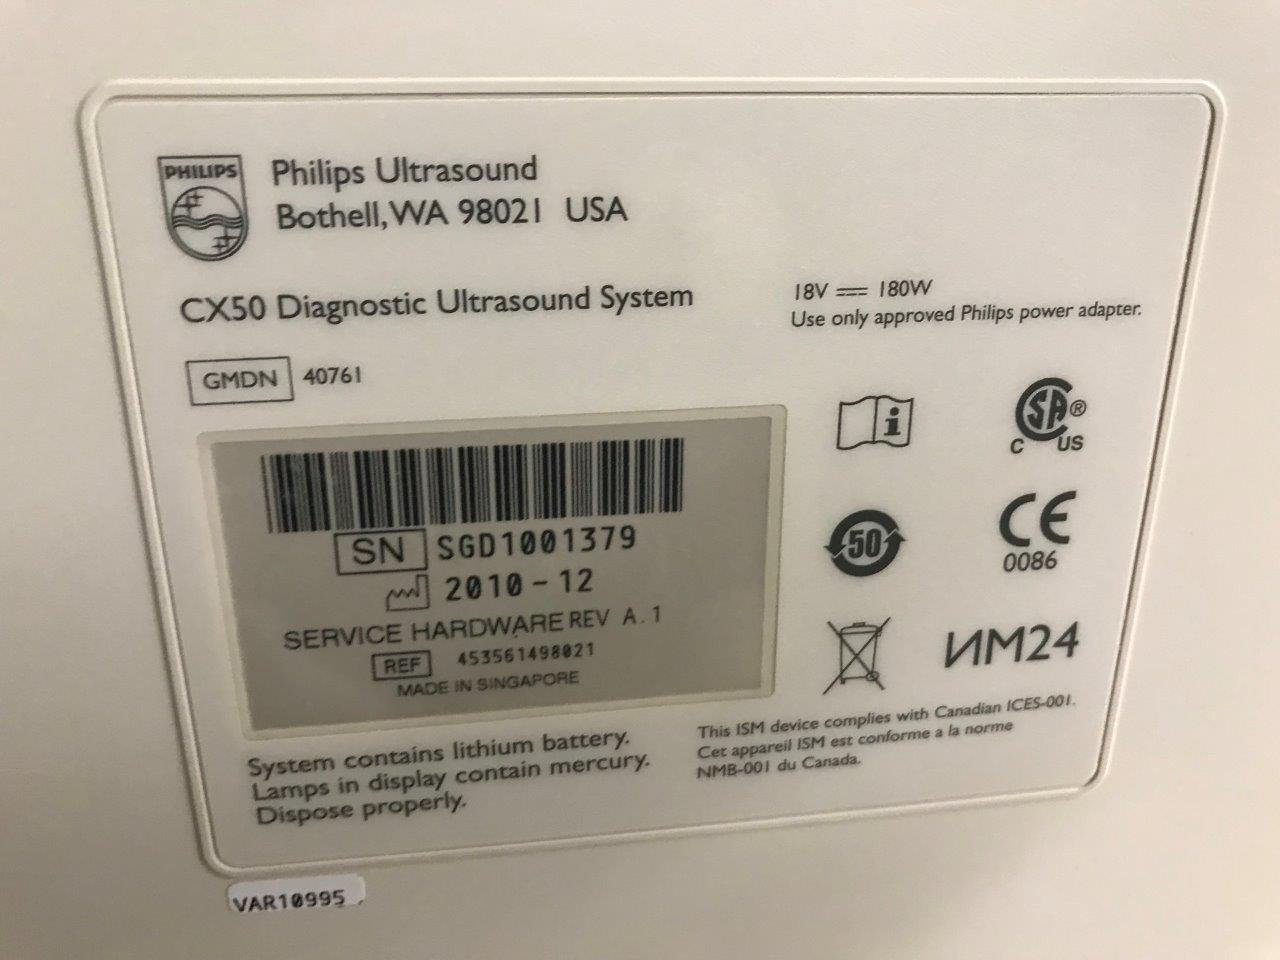 PHILIPS
Philips Ultrasound
Bothell, WA 98021 USA
CX50 Diagnostic Ultrasound System
18V ⎓ 180W
Use only approved Philips power adapter.
GMDN 40761
SN SGD1001379
2010-12
SERVICE HARDWARE REV A.1
REF 453561498021
MADE IN SINGAPORE
i
SA®
C US
50
CE
0086
ИM24
System contains lithium battery.
Lamps in display contain mercury.
Dispose properly.
This ISM device complies with Canadian ICES-001.
Cet appareil ISM est conforme a la norme
NMB-001 du Canada.
VAR10995